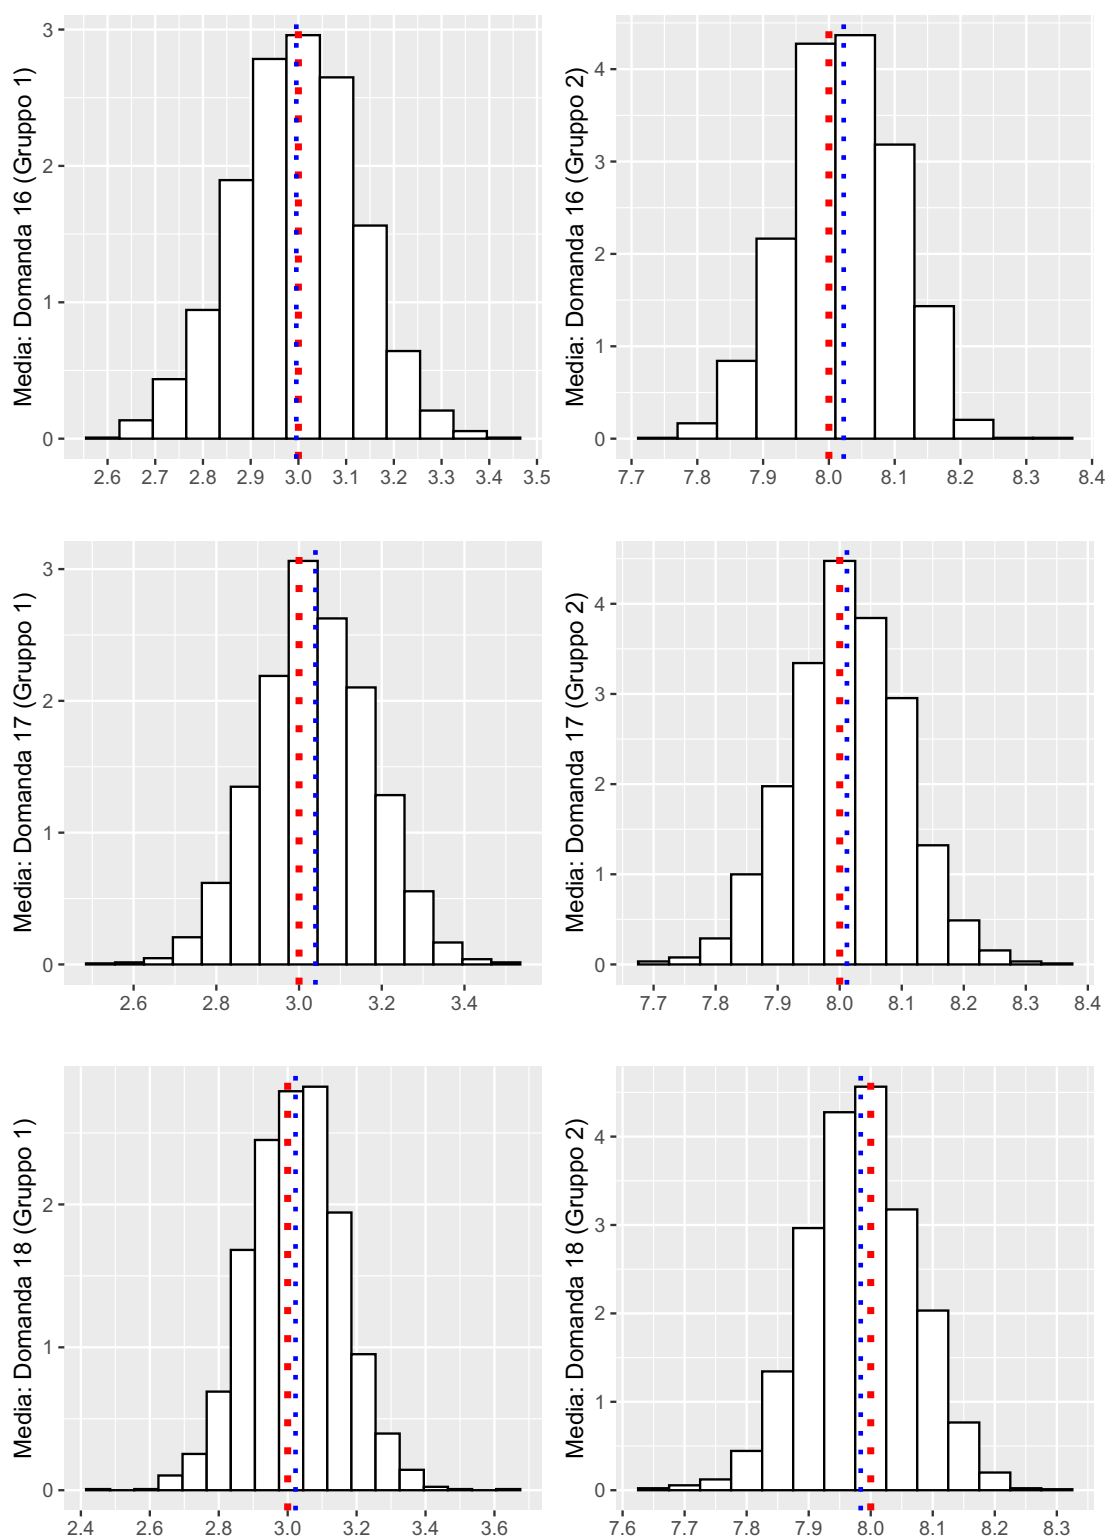 Media: Domanda 16 (Gruppo 1)
3
2
1
0
2.6 2.7 2.8 2.9 3.0 3.1 3.2 3.3 3.4 3.5
Media: Domanda 16 (Gruppo 2)
4
3
2
1
0
7.7 7.8 7.9 8.0 8.1 8.2 8.3 8.4
Media: Domanda 17 (Gruppo 1)
3
2
1
0
2.6 2.8 3.0 3.2 3.4
Media: Domanda 17 (Gruppo 2)
4
3
2
1
0
7.7 7.8 7.9 8.0 8.1 8.2 8.3 8.4
Media: Domanda 18 (Gruppo 1)
2
1
0
2.4 2.6 2.8 3.0 3.2 3.4 3.6
Media: Domanda 18 (Gruppo 2)
4
3
2
1
0
7.6 7.7 7.8 7.9 8.0 8.1 8.2 8.3